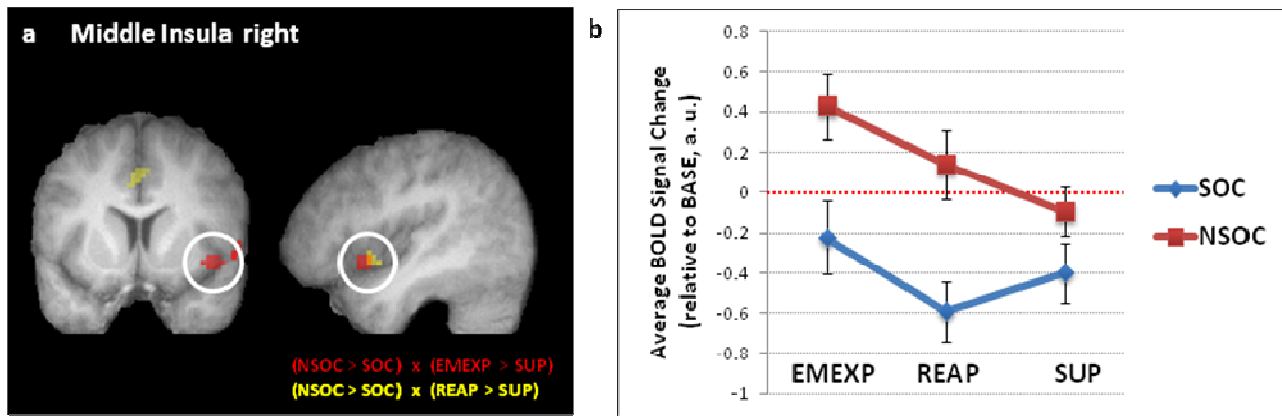 a Middle Insula right
(NSOC > SOC) x (EMEXP > SUP)
(NSOC > SOC) x (REAP > SUP)
b
Average BOLD Signal Change
(relative to BASE, a. u.)
0.8
0.6
0.4
0.2
0
-0.2
-0.4
-0.6
-0.8
-1
EMEXP REAP SUP
SOC
NSOC